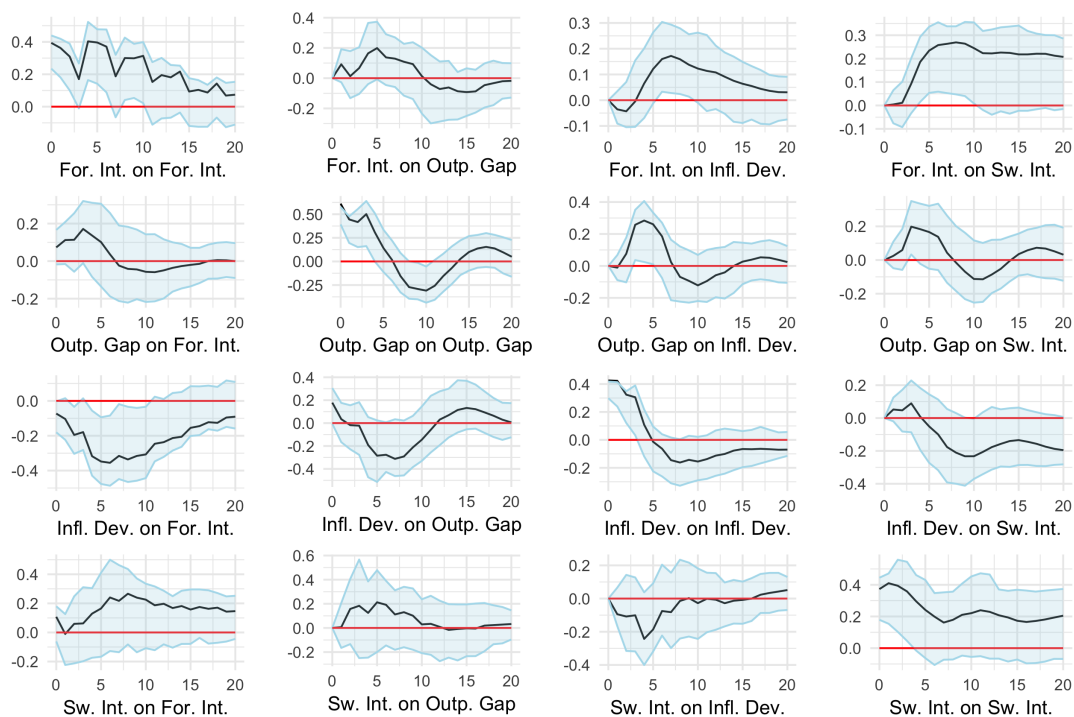 0.4
0.2
0.0
0 5 10 15 20
For. Int. on For. Int.
0.4
0.2
0.0
-0.2
0 5 10 15 20
For. Int. on Outp. Gap
0.3
0.2
0.1
0.0
-0.1
0 5 10 15 20
For. Int. on Infl. Dev.
0.3
0.2
0.1
0.0
-0.1
0 5 10 15 20
For. Int. on Sw. Int.
0.2
0.0
-0.2
0 5 10 15 20
Outp. Gap on For. Int.
0.50
0.25
0.00
-0.25
0 5 10 15 20
Outp. Gap on Outp. Gap
0.4
0.2
0.0
-0.2
0 5 10 15 20
Outp. Gap on Infl. Dev.
0.4
0.2
0.0
-0.2
0 5 10 15 20
Outp. Gap on Sw. Int.
0.0
-0.2
-0.4
0 5 10 15 20
Infl. Dev. on For. Int.
0.4
0.2
0.0
-0.2
-0.4
0 5 10 15 20
Infl. Dev. on Outp. Gap
0.4
0.2
0.0
-0.2
0 5 10 15 20
Infl. Dev. on Infl. Dev.
0.2
0.0
-0.2
-0.4
0 5 10 15 20
Infl. Dev on Sw. Int.
0.4
0.2
0.0
-0.2
0 5 10 15 20
Sw. Int. on For. Int.
0.6
0.4
0.2
0.0
-0.2
0 5 10 15 20
Sw. Int. on Outp. Gap
0.2
0.0
-0.2
-0.4
0 5 10 15 20
Sw. Int. on Infl. Dev.
0.4
0.2
0.0
0 5 10 15 20
Sw. Int. on Sw. Int.